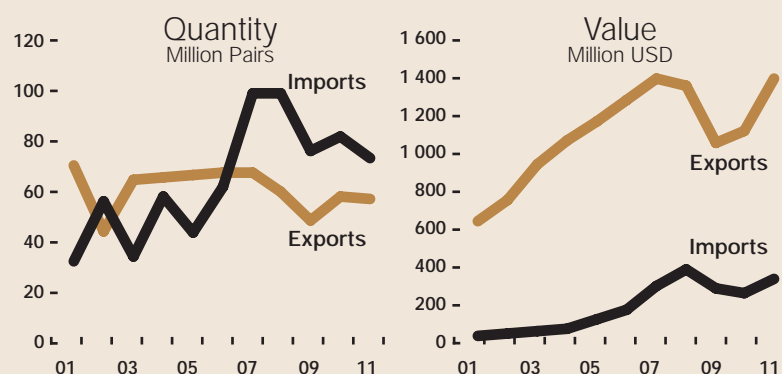 Quantity
Million Pairs
120
100
80
60
40
20
0
Imports
Exports
01 03 05 07 09 11
Value
Million USD
1 600
1 400
1 200
1 000
800
600
400
200
0
Exports
Imports
01 03 05 07 09 11